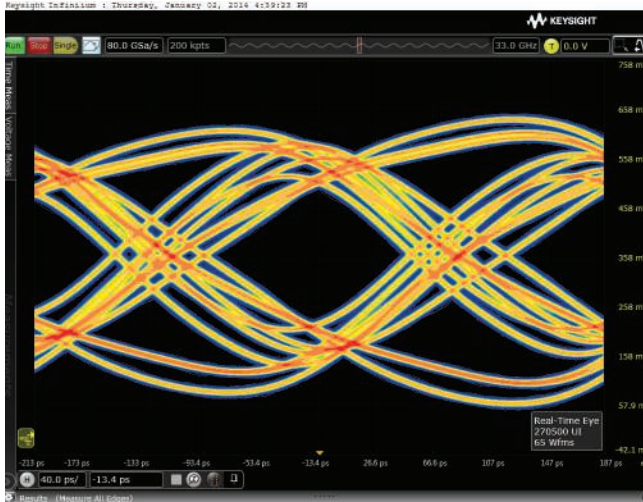 Keysight Infiniium : Thursday, January 02, 2014 4:39:23 PM
KEYSIGHT
Run Stop Single 80.0 GSa/s 200 kpts 33.0 GHz T 0.0 V
Time Meas
Voltage Meas
758 m
658 m
558 m
458 m
358 m
258 m
158 m
57.9 m
-42.1 m
Measurements
Real-Time Eye
270500 UI
65 Wfms
-213 ps -173 ps -133 ps -93.4 ps -53.4 ps -13.4 ps 26.6 ps 66.6 ps 107 ps 147 ps 187 ps
H 40.0 ps/ -13.4 ps 0
Results (Measure All Edges)